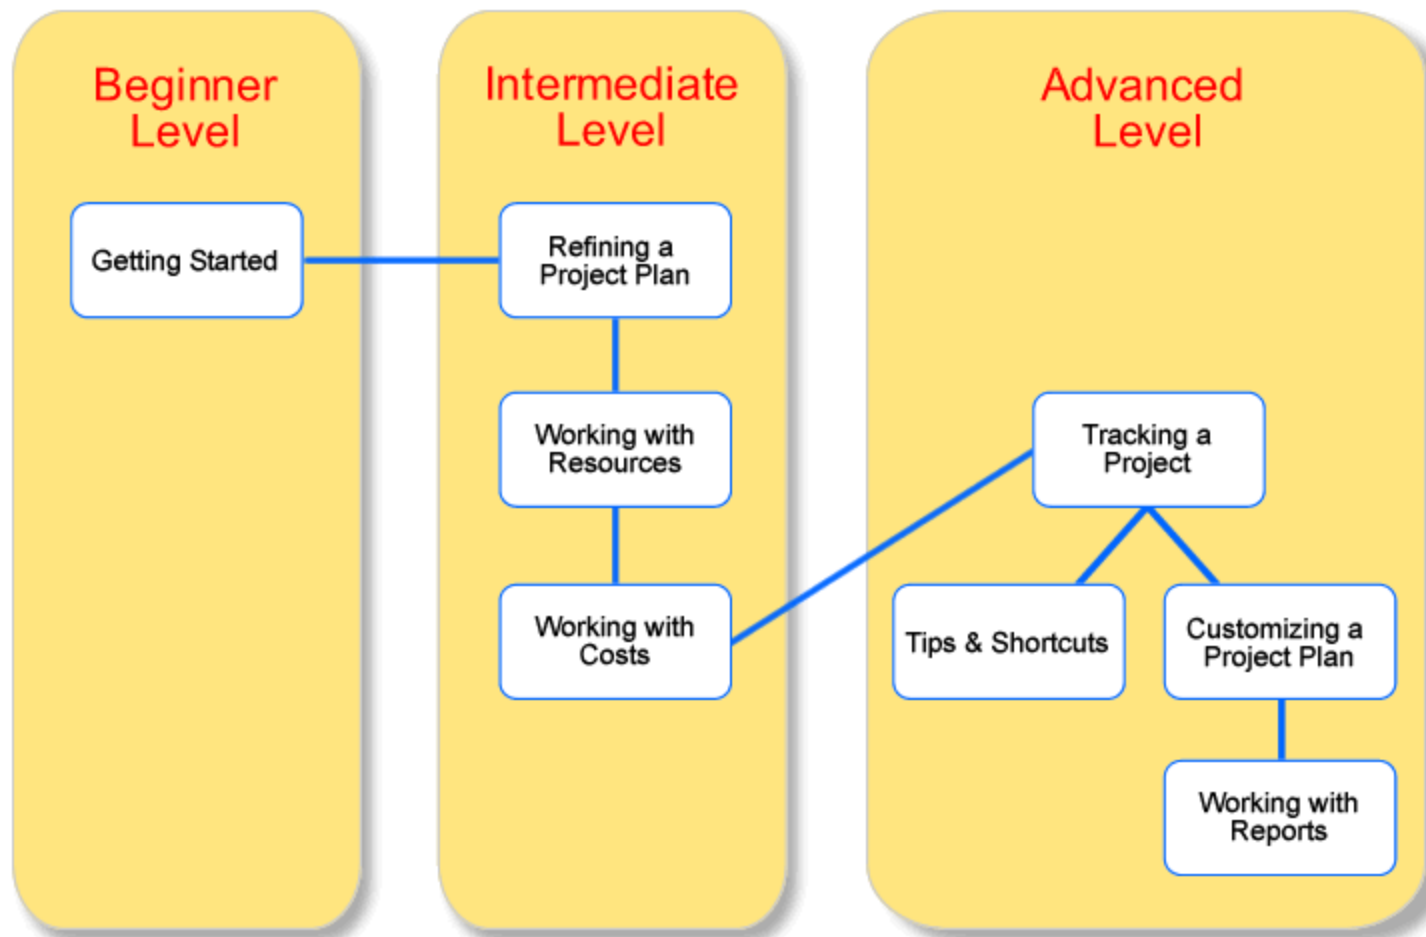 Beginner
Level
Intermediate
Level
Advanced
Level
Getting Started
Refining a
Project Plan
Working with
Resources
Tracking a
Project
Working with
Costs
Tips & Shortcuts
Customizing a
Project Plan
Working with
Reports